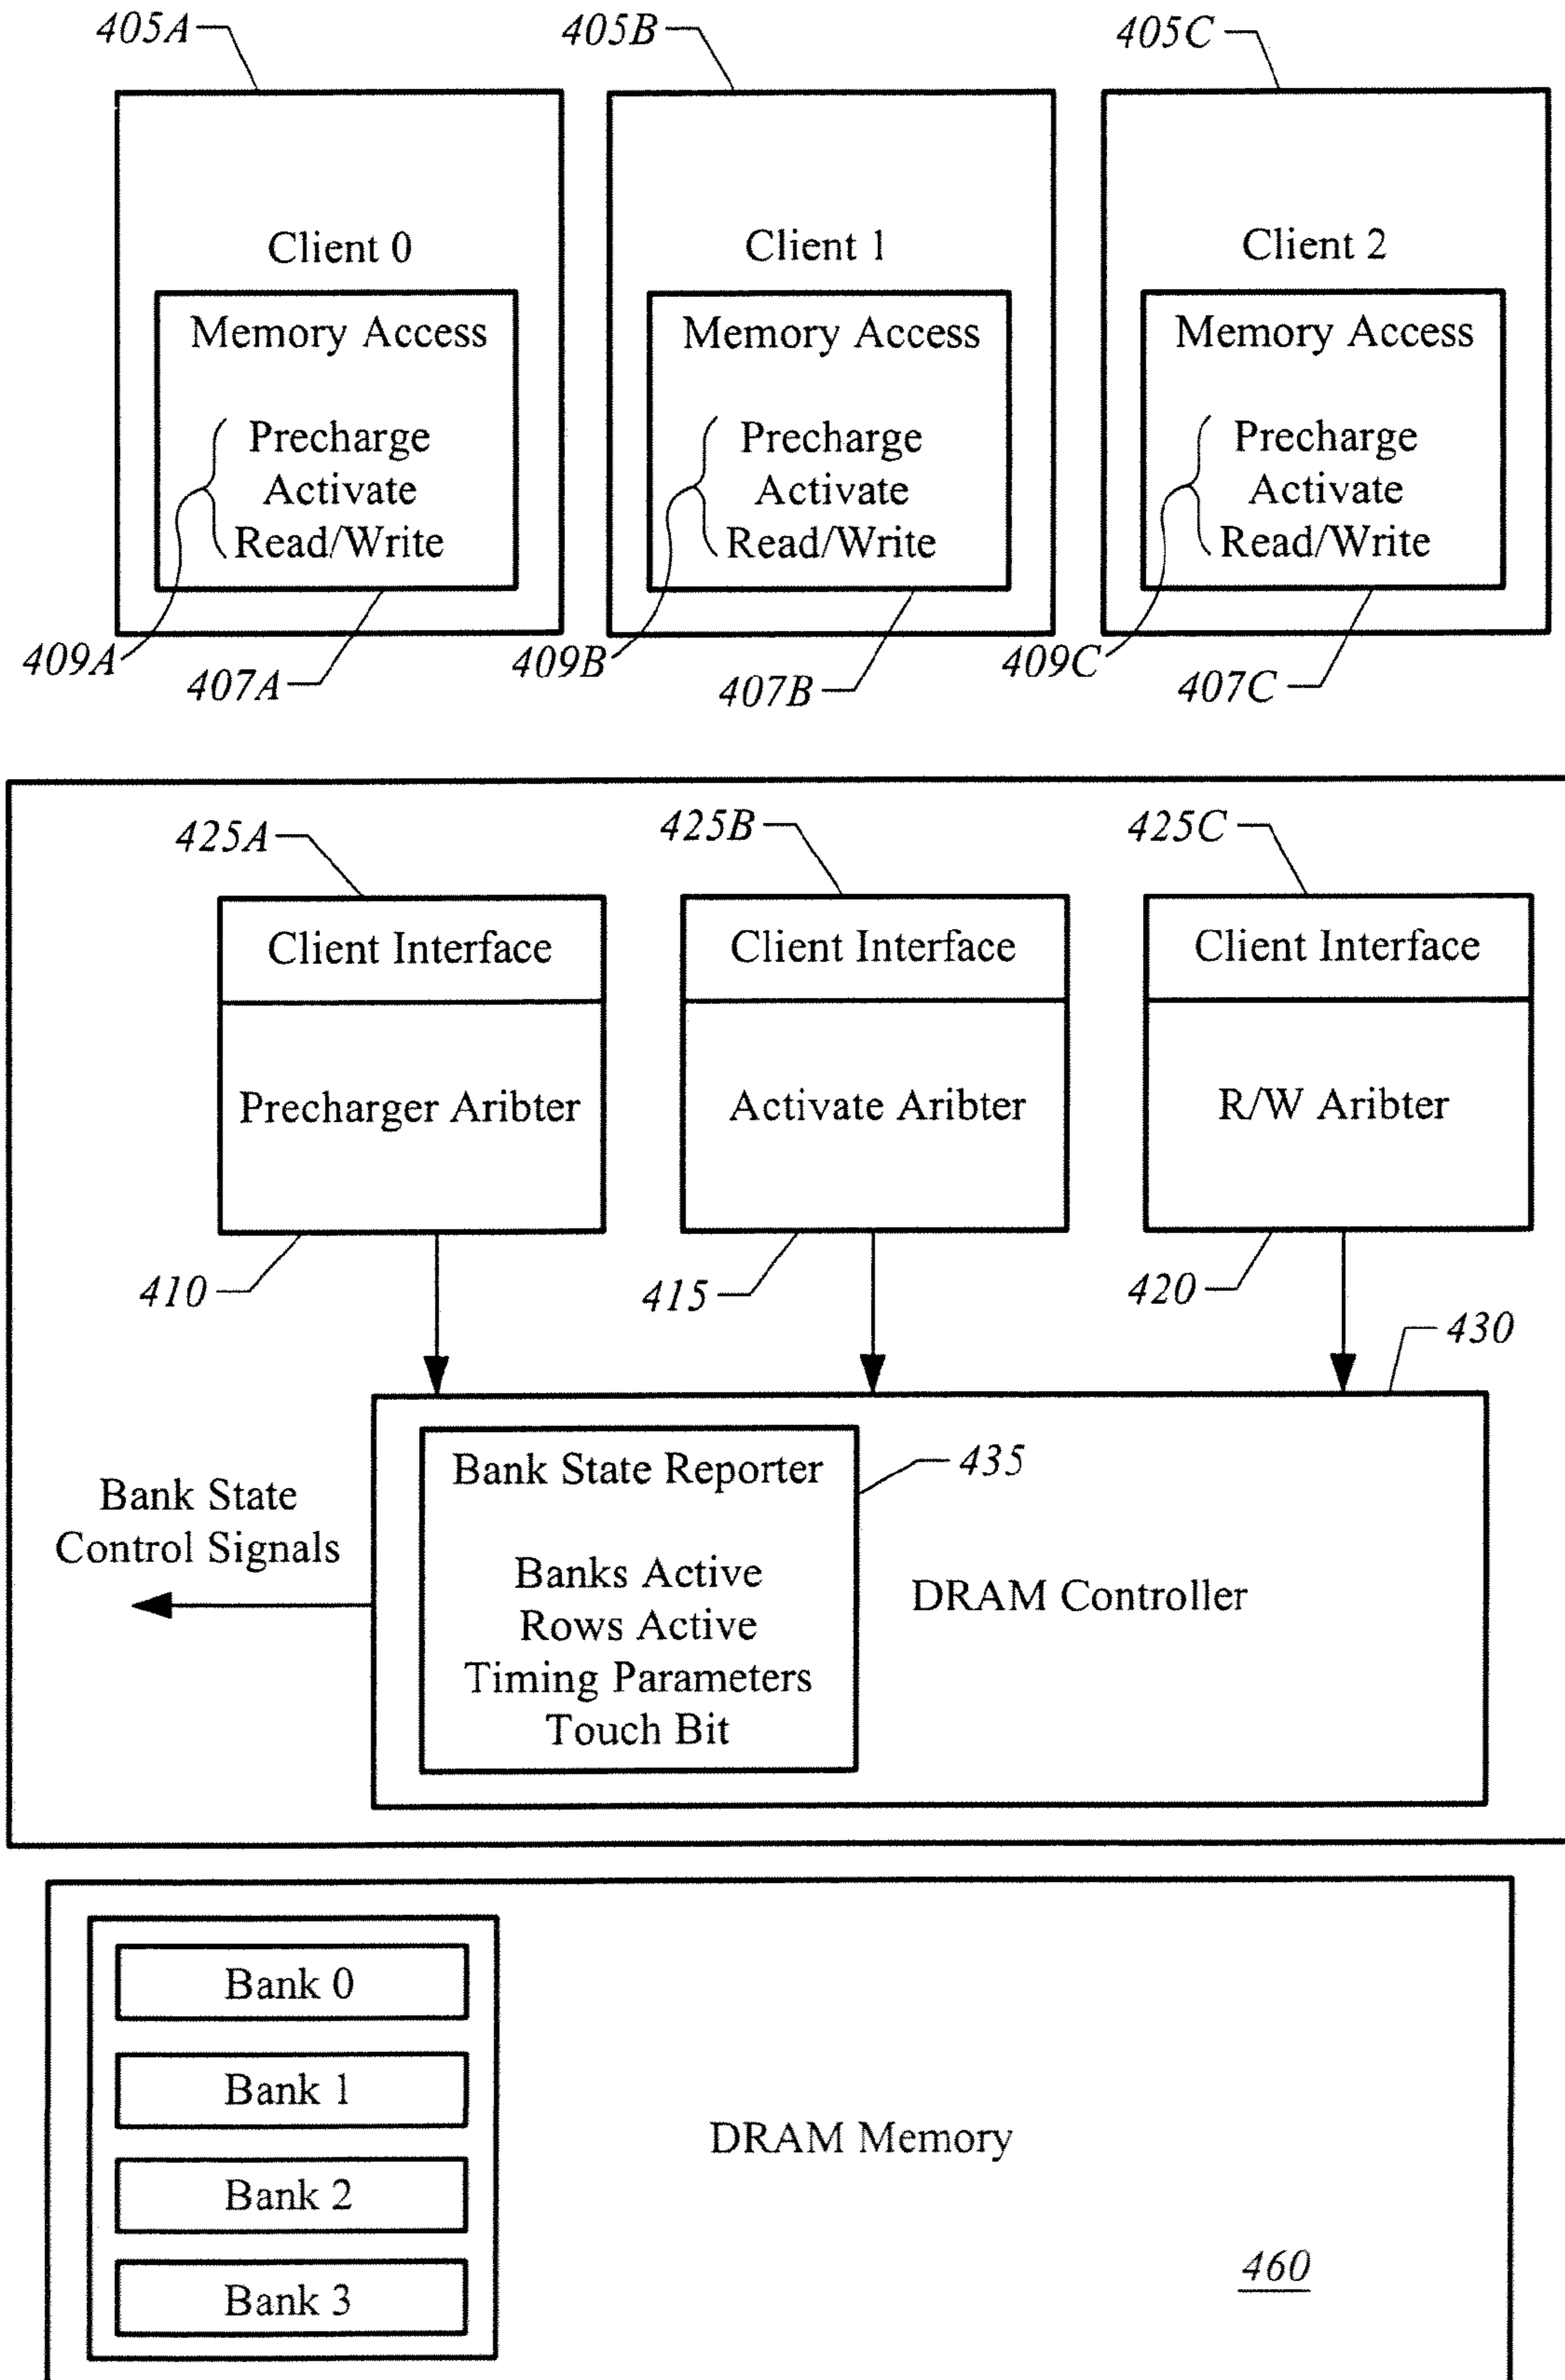 405A
405B
405C
Client 0
Client 1
Client 2
Memory Access
Precharge
Activate
Read/Write
Memory Access
Precharge
Activate
Read/Write
Memory Access
Precharge
Activate
Read/Write
409A
407A
409B
407B
409C
407C
425A
425B
425C
Client Interface
Client Interface
Client Interface
Precharger Aribter
Activate Aribter
R/W Aribter
410
415
420
430
Bank State Reporter
435
Banks Active
Rows Active
Timing Parameters
Touch Bit
Bank State
Control Signals
DRAM Controller
Bank 0
Bank 1
Bank 2
Bank 3
DRAM Memory
460